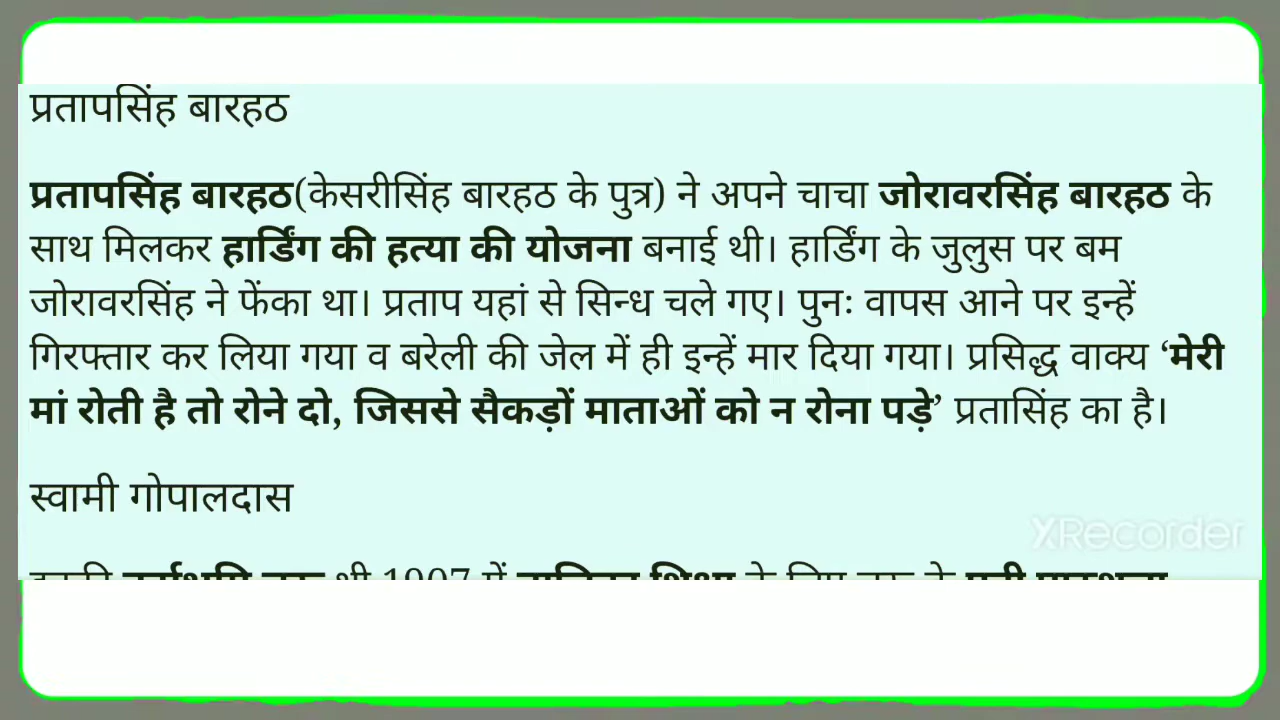 प्रतापसिंह बारहठ
प्रतापसिंह बारहठ(केसरीसिंह बारहठ के पुत्र) ने अपने चाचा जोरावरसिंह बारहठ के
साथ मिलकर हार्डिंग की हत्या की योजना बनाई थी। हार्डिंग के जुलुस पर बम
जोरावरसिंह ने फेंका था। प्रताप यहां से सिन्ध चले गए। पुनः वापस आने पर इन्हें
गिरफ्तार कर लिया गया व बरेली की जेल में ही इन्हें मार दिया गया। प्रसिद्ध वाक्य ‘मेरी
मां रोती है तो रोने दो, जिससे सैकड़ों माताओं को न रोना पड़े’ प्रतासिंह का है।
स्वामी गोपालदास
XRecorder
थी 1907 में के लिए के